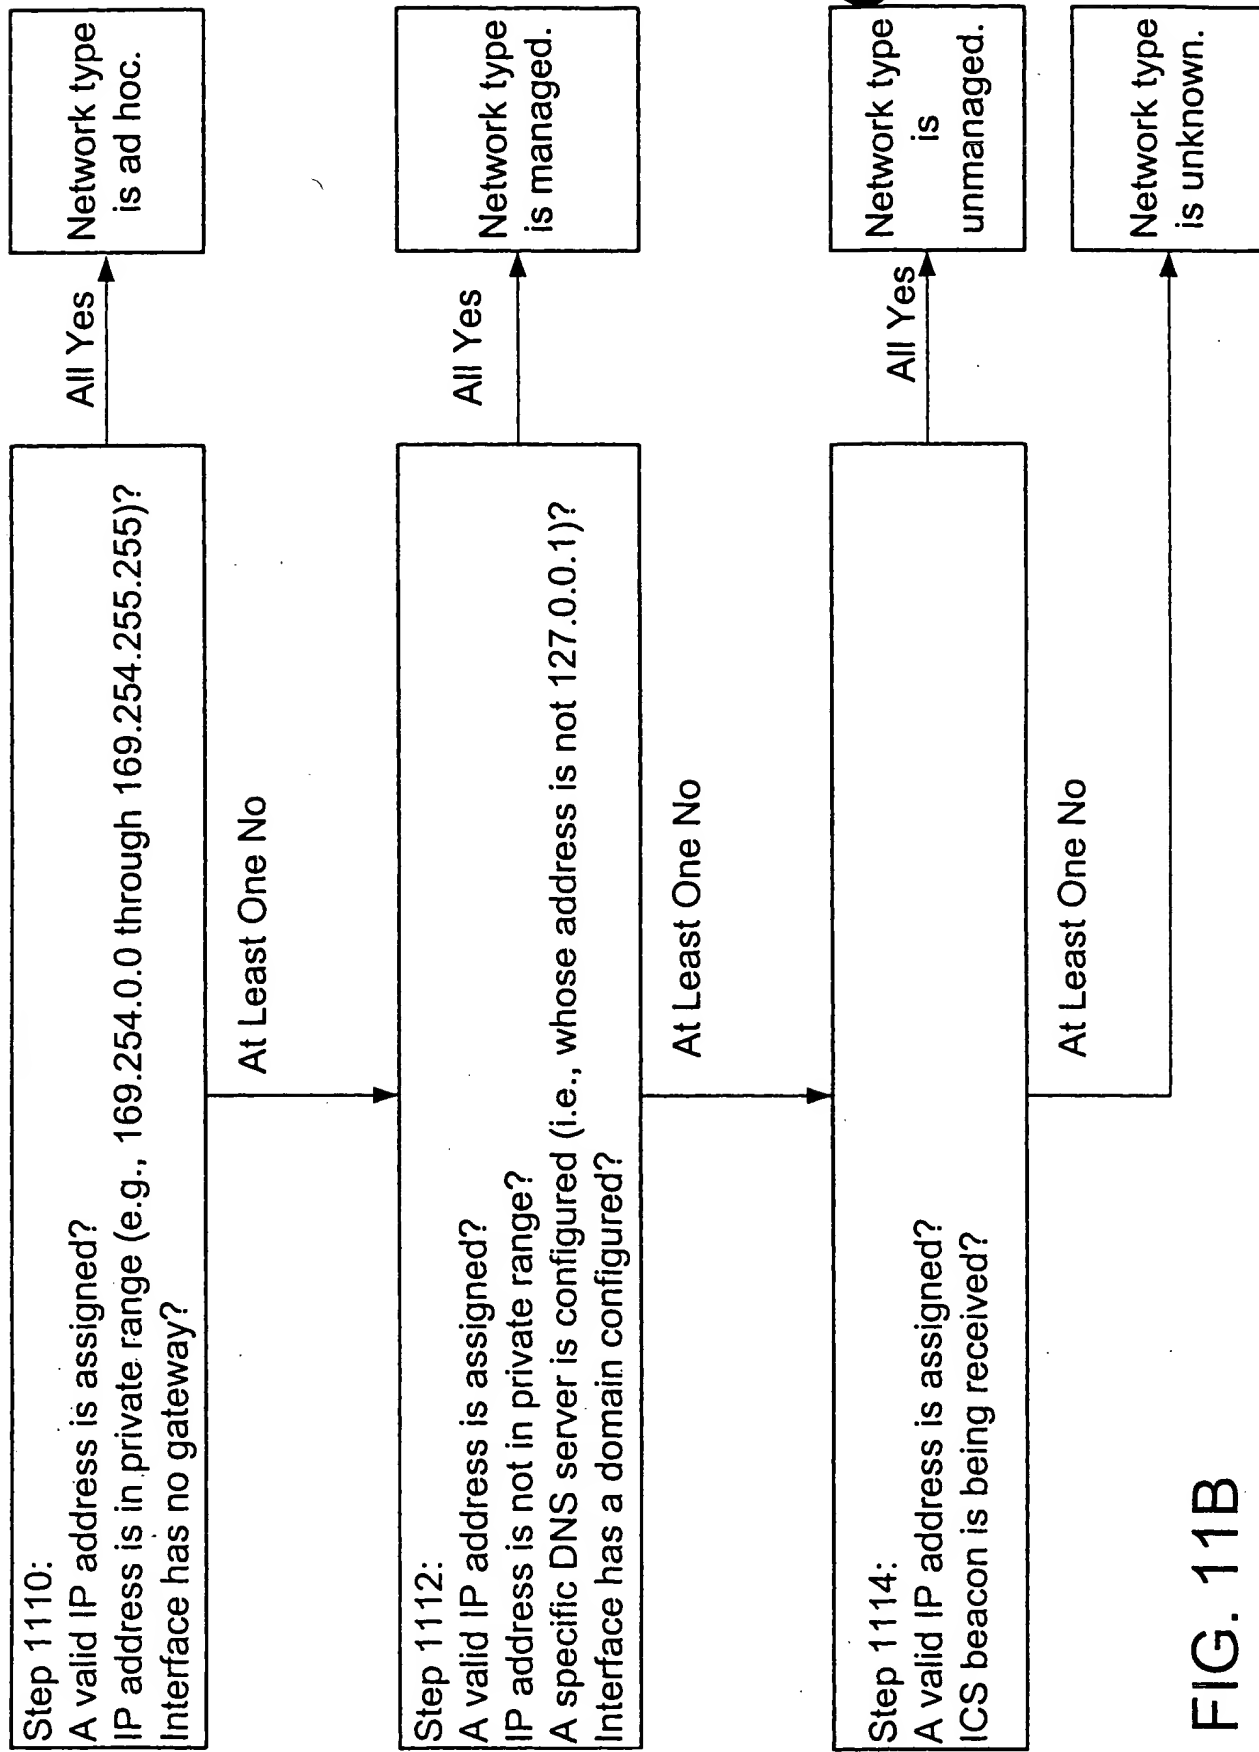 Step 1110:
A valid IP address is assigned?
IP address is in private range (e.g., 169.254.0.0 through 169.254.255.255)?
Interface has no gateway?
All Yes
Network type
is ad hoc.
At Least One No
Step 1112:
A valid IP address is assigned?
IP address is not in private range?
A specific DNS server is configured (i.e., whose address is not 127.0.0.1)?
Interface has a domain configured?
All Yes
Network type
is managed.
At Least One No
Step 1114:
A valid IP address is assigned?
ICS beacon is being received?
All Yes
Network type
is
unmanaged.
At Least One No
Network type
is unknown.
FIG. 11B